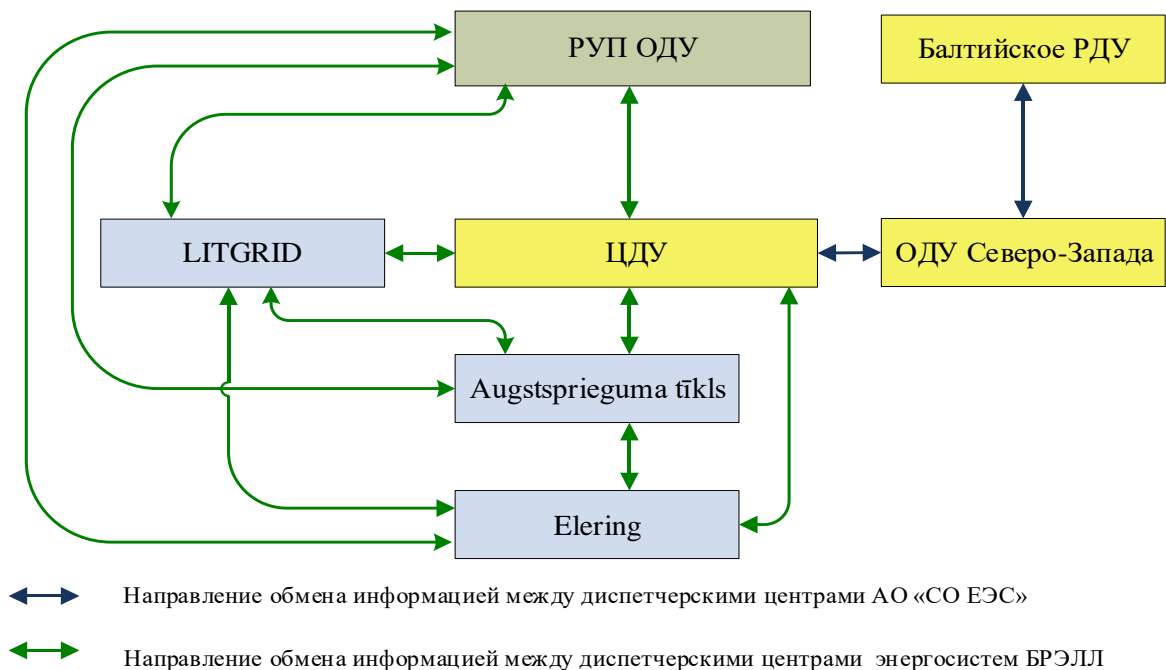 РУП ОДУ
Балтийское РДУ
LITGRID
ЦДУ
ОДУ Северо-Запада
Augstsprieguma tīkls
Elering
Направление обмена информацией между диспетчерскими центрами АО «СО ЕЭС»
Направление обмена информацией между диспетчерскими центрами энергосистем БРЭЛЛ